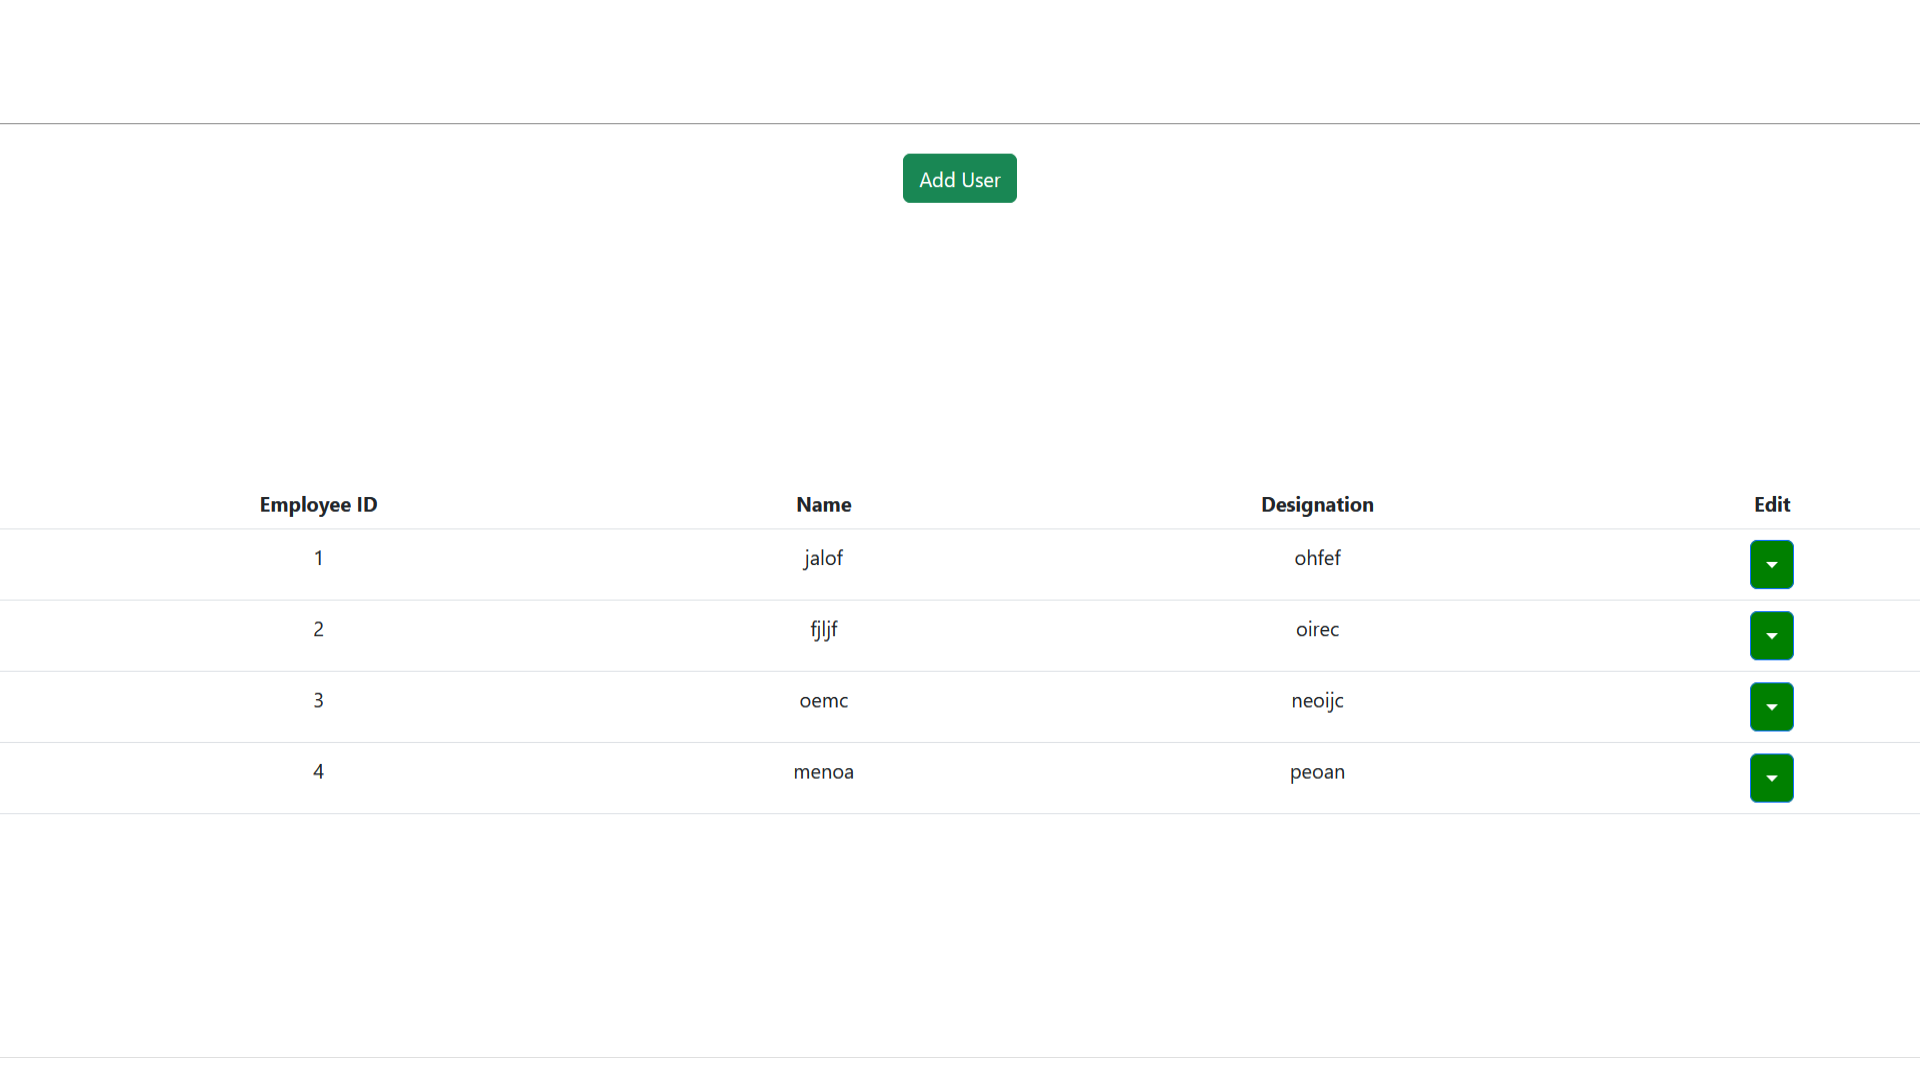 Add User
Employee ID Name Designation Edit
1 jalof ohfef
2 fjljf oirec
3 oemc neoijc
4 menoa peoan